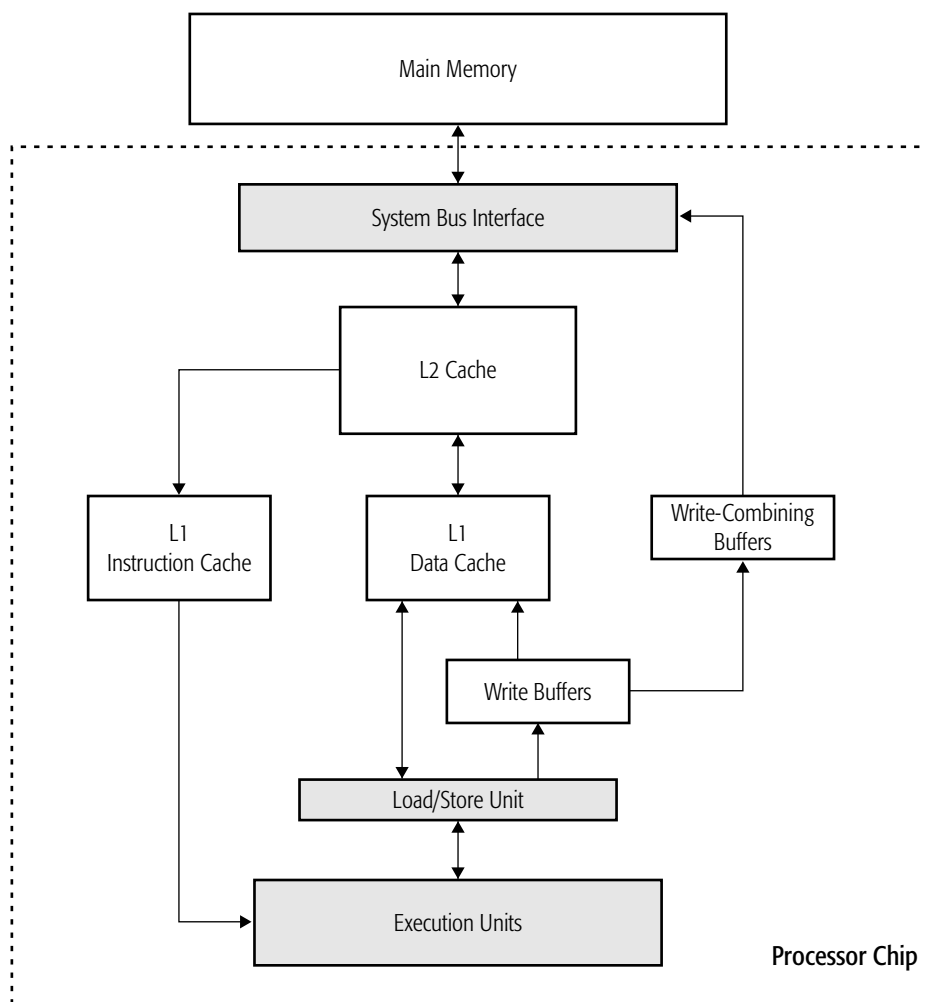 Main Memory
System Bus Interface
L2 Cache
L1
Instruction Cache
L1
Data Cache
Write-Combining
Buffers
Write Buffers
Load/Store Unit
Execution Units
Processor Chip